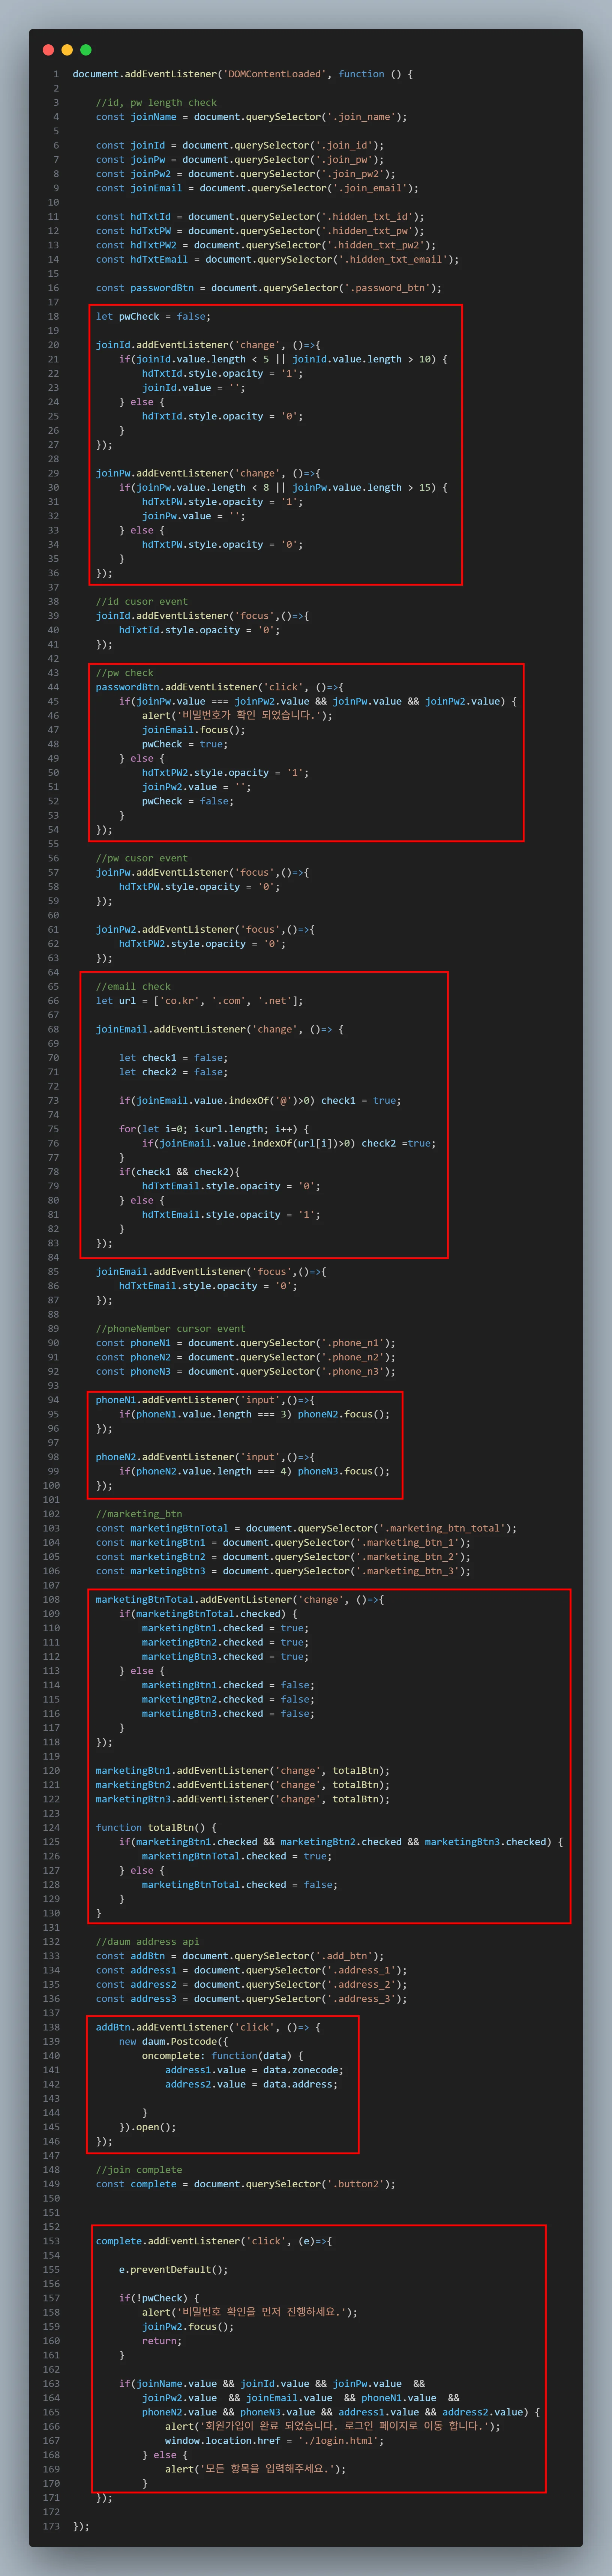 1 document.addEventListener('DOMContentLoaded', function () {
2
3 //id, pw length check
4 const joinName = document.querySelector('.join_name');
5
6 const joinId = document.querySelector('.join_id');
7 const joinPw = document.querySelector('.join_pw');
8 const joinPw2 = document.querySelector('.join_pw2');
9 const joinEmail = document.querySelector('.join_email');
10
11 const hdTxtId = document.querySelector('.hidden_txt_id');
12 const hdTxtPW = document.querySelector('.hidden_txt_pw');
13 const hdTxtPW2 = document.querySelector('.hidden_txt_pw2');
14 const hdTxtEmail = document.querySelector('.hidden_txt_email');
15
16 const passwordBtn = document.querySelector('.password_btn');
17
18 let pwCheck = false;
19
20 joinId.addEventListener('change', ()=>{
21 if(joinId.value.length < 5 || joinId.value.length > 10) {
22 hdTxtId.style.opacity = '1';
23 joinId.value = '';
24 } else {
25 hdTxtId.style.opacity = '0';
26 }
27 });
28
29 joinPw.addEventListener('change', ()=>{
30 if(joinPw.value.length < 8 || joinPw.value.length > 15) {
31 hdTxtPW.style.opacity = '1';
32 joinPw.value = '';
33 } else {
34 hdTxtPW.style.opacity = '0';
35 }
36 });
37
38 //id cusor event
39 joinId.addEventListener('focus',()=>{
40 hdTxtId.style.opacity = '0';
41 });
42
43 //pw check
44 passwordBtn.addEventListener('click', ()=>{
45 if(joinPw.value === joinPw2.value && joinPw.value && joinPw2.value) {
46 alert('비밀번호가 확인 되었습니다.');
47 joinEmail.focus();
48 pwCheck = true;
49 } else {
50 hdTxtPW2.style.opacity = '1';
51 joinPw2.value = '';
52 pwCheck = false;
53 }
54 });
55
56 //pw cusor event
57 joinPw.addEventListener('focus',()=>{
58 hdTxtPW.style.opacity = '0';
59 });
60
61 joinPw2.addEventListener('focus',()=>{
62 hdTxtPW2.style.opacity = '0';
63 });
64
65 //email check
66 let url = ['co.kr', '.com', '.net'];
67
68 joinEmail.addEventListener('change', ()=> {
69
70 let check1 = false;
71 let check2 = false;
72
73 if(joinEmail.value.indexOf('@')>0) check1 = true;
74
75 for(let i=0; i<url.length; i++) {
76 if(joinEmail.value.indexOf(url[i])>0) check2 =true;
77 }
78 if(check1 && check2){
79 hdTxtEmail.style.opacity = '0';
80 } else {
81 hdTxtEmail.style.opacity = '1';
82 }
83 });
84
85 joinEmail.addEventListener('focus',()=>{
86 hdTxtEmail.style.opacity = '0';
87 });
88
89 //phoneNember cursor event
90 const phoneN1 = document.querySelector('.phone_n1');
91 const phoneN2 = document.querySelector('.phone_n2');
92 const phoneN3 = document.querySelector('.phone_n3');
93
94 phoneN1.addEventListener('input',()=>{
95 if(phoneN1.value.length === 3) phoneN2.focus();
96 });
97
98 phoneN2.addEventListener('input',()=>{
99 if(phoneN2.value.length === 4) phoneN3.focus();
100 });
101
102 //marketing_btn
103 const marketingBtnTotal = document.querySelector('.marketing_btn_total');
104 const marketingBtn1 = document.querySelector('.marketing_btn_1');
105 const marketingBtn2 = document.querySelector('.marketing_btn_2');
106 const marketingBtn3 = document.querySelector('.marketing_btn_3');
107
108 marketingBtnTotal.addEventListener('change', ()=>{
109 if(marketingBtnTotal.checked) {
110 marketingBtn1.checked = true;
111 marketingBtn2.checked = true;
112 marketingBtn3.checked = true;
113 } else {
114 marketingBtn1.checked = false;
115 marketingBtn2.checked = false;
116 marketingBtn3.checked = false;
117 }
118 });
119
120 marketingBtn1.addEventListener('change', totalBtn);
121 marketingBtn2.addEventListener('change', totalBtn);
122 marketingBtn3.addEventListener('change', totalBtn);
123
124 function totalBtn() {
125 if(marketingBtn1.checked && marketingBtn2.checked && marketingBtn3.checked) {
126 marketingBtnTotal.checked = true;
127 } else {
128 marketingBtnTotal.checked = false;
129 }
130 }
131
132 //daum address api
133 const addBtn = document.querySelector('.add_btn');
134 const address1 = document.querySelector('.address_1');
135 const address2 = document.querySelector('.address_2');
136 const address3 = document.querySelector('.address_3');
137
138 addBtn.addEventListener('click', ()=> {
139 new daum.Postcode({
140 oncomplete: function(data) {
141 address1.value = data.zonecode;
142 address2.value = data.address;
143
144 }
145 }).open();
146 });
147
148 //join complete
149 const complete = document.querySelector('.button2');
150
151
152
153 complete.addEventListener('click', (e)=>{
154
155 e.preventDefault();
156
157 if(!pwCheck) {
158 alert('비밀번호 확인을 먼저 진행하세요.');
159 joinPw2.focus();
160 return;
161 }
162
163 if(joinName.value && joinId.value && joinPw.value &&
164 joinPw2.value && joinEmail.value && phoneN1.value &&
165 phoneN2.value && phoneN3.value && address1.value && address2.value) {
166 alert('회원가입이 완료 되었습니다. 로그인 페이지로 이동 합니다.');
167 window.location.href = './login.html';
168 } else {
169 alert('모든 항목을 입력해주세요.');
170 }
171 });
172
173 });